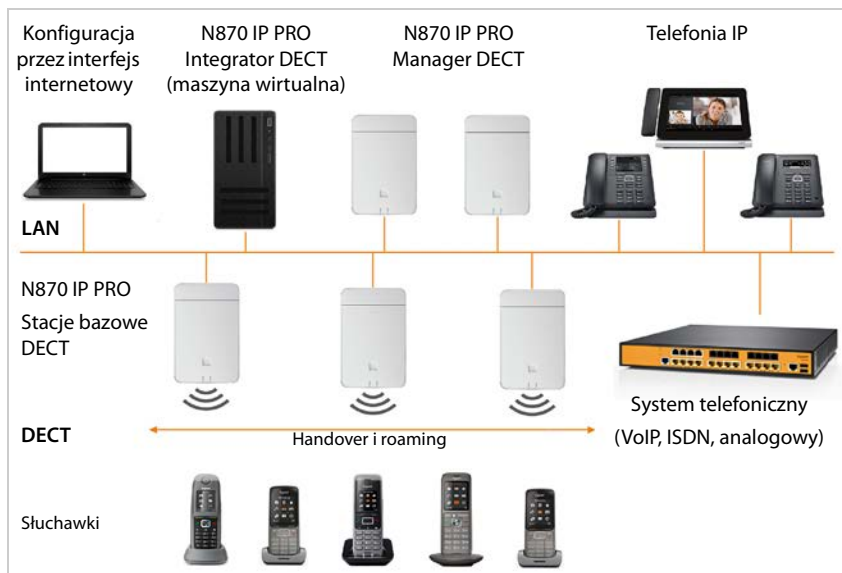 Konfiguracja
przez interfejs
internetowy
N870 IP PRO
Integrator DECT
(maszyna wirtualna)
N870 IP PRO
Manager DECT
Telefonia IP
LAN
N870 IP PRO
Stacje bazowe
DECT
System telefoniczny
(VoIP, ISDN, analogowy)
DECT
Handover i roaming
Słuchawki